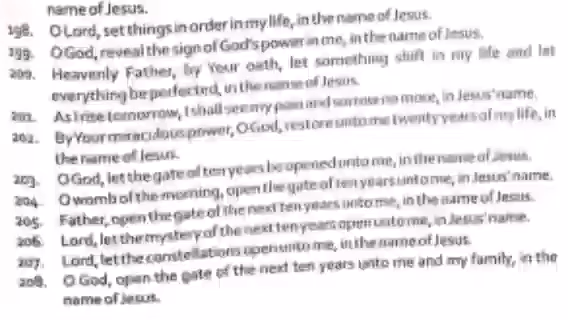 name of Jesus.
198. O Lord, set things in order in my life, in the name of Jesus.
199. O God, reveal the sign of God's power in me, in the name of Jesus.
200. Heavenly Father, by Your oath, let something shift in my life and let
everything be perfected, in the name of Jesus.
201. As I rise tomorrow, I shall see my pain and sorrow no more, in Jesus' name.
202. By Your miraculous power, O God, restore unto me twenty years of my life, in
the name of Jesus.
203. O God, let the gate of ten years be opened unto me, in the name of Jesus.
204. O womb of the morning, open the gate of ten years unto me, in Jesus' name.
205. Father, open the gate of the next ten years unto me, in the name of Jesus.
206. Lord, let the mystery of the next ten years open unto me, in Jesus' name.
207. Lord, let the constellations open unto me, in the name of Jesus.
208. O God, open the gate of the next ten years unto me and my family, in the
name of Jesus.